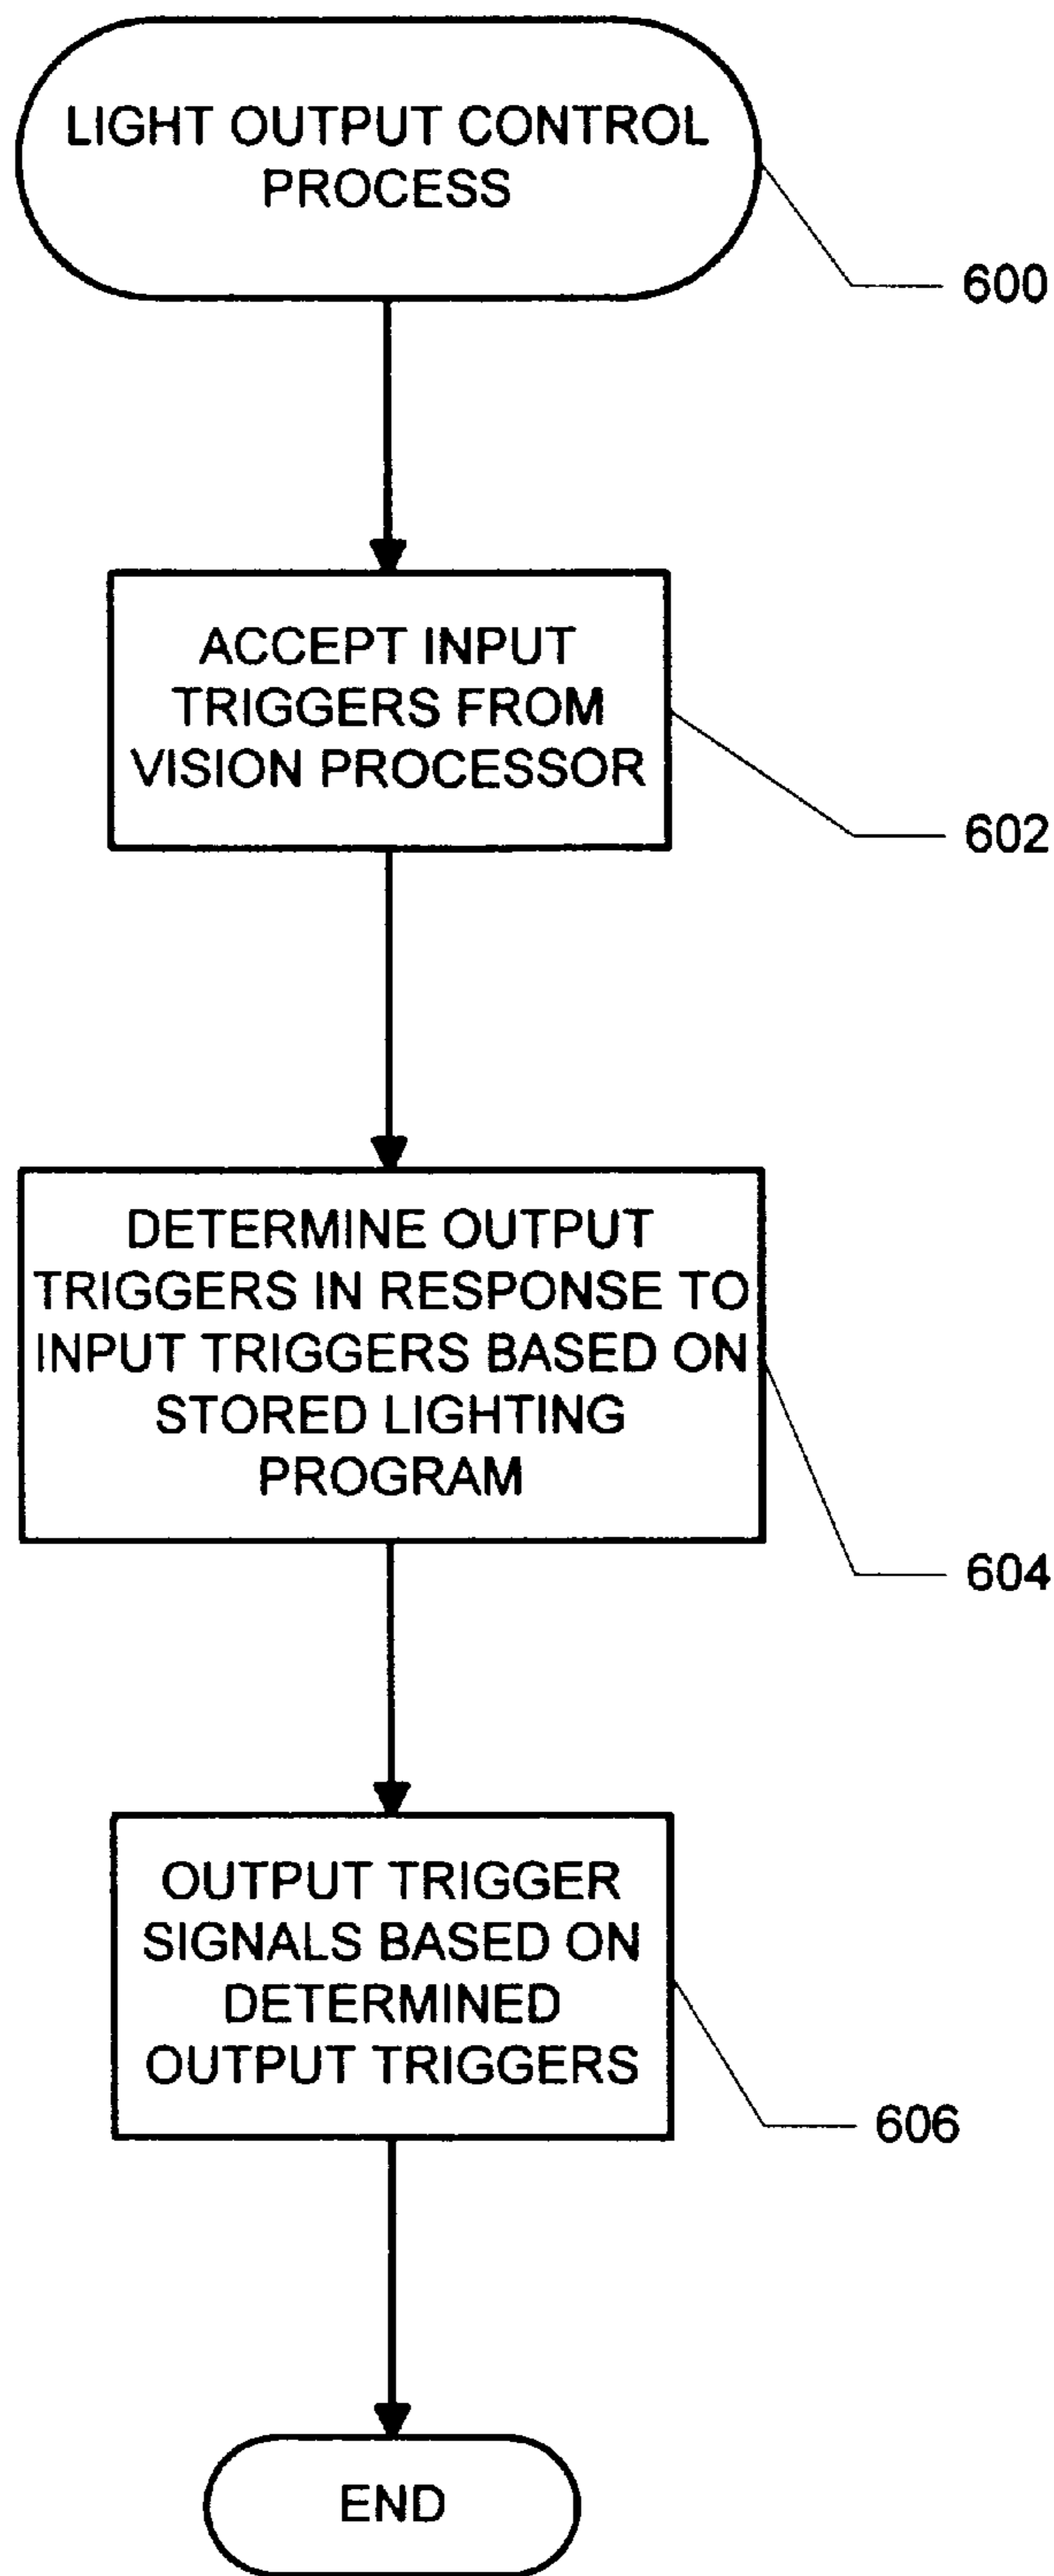 LIGHT OUTPUT CONTROL
PROCESS
600
ACCEPT INPUT
TRIGGERS FROM
VISION PROCESSOR
602
DETERMINE OUTPUT
TRIGGERS IN RESPONSE TO
INPUT TRIGGERS BASED ON
STORED LIGHTING
PROGRAM
604
OUTPUT TRIGGER
SIGNALS BASED ON
DETERMINED
OUTPUT TRIGGERS
606
END